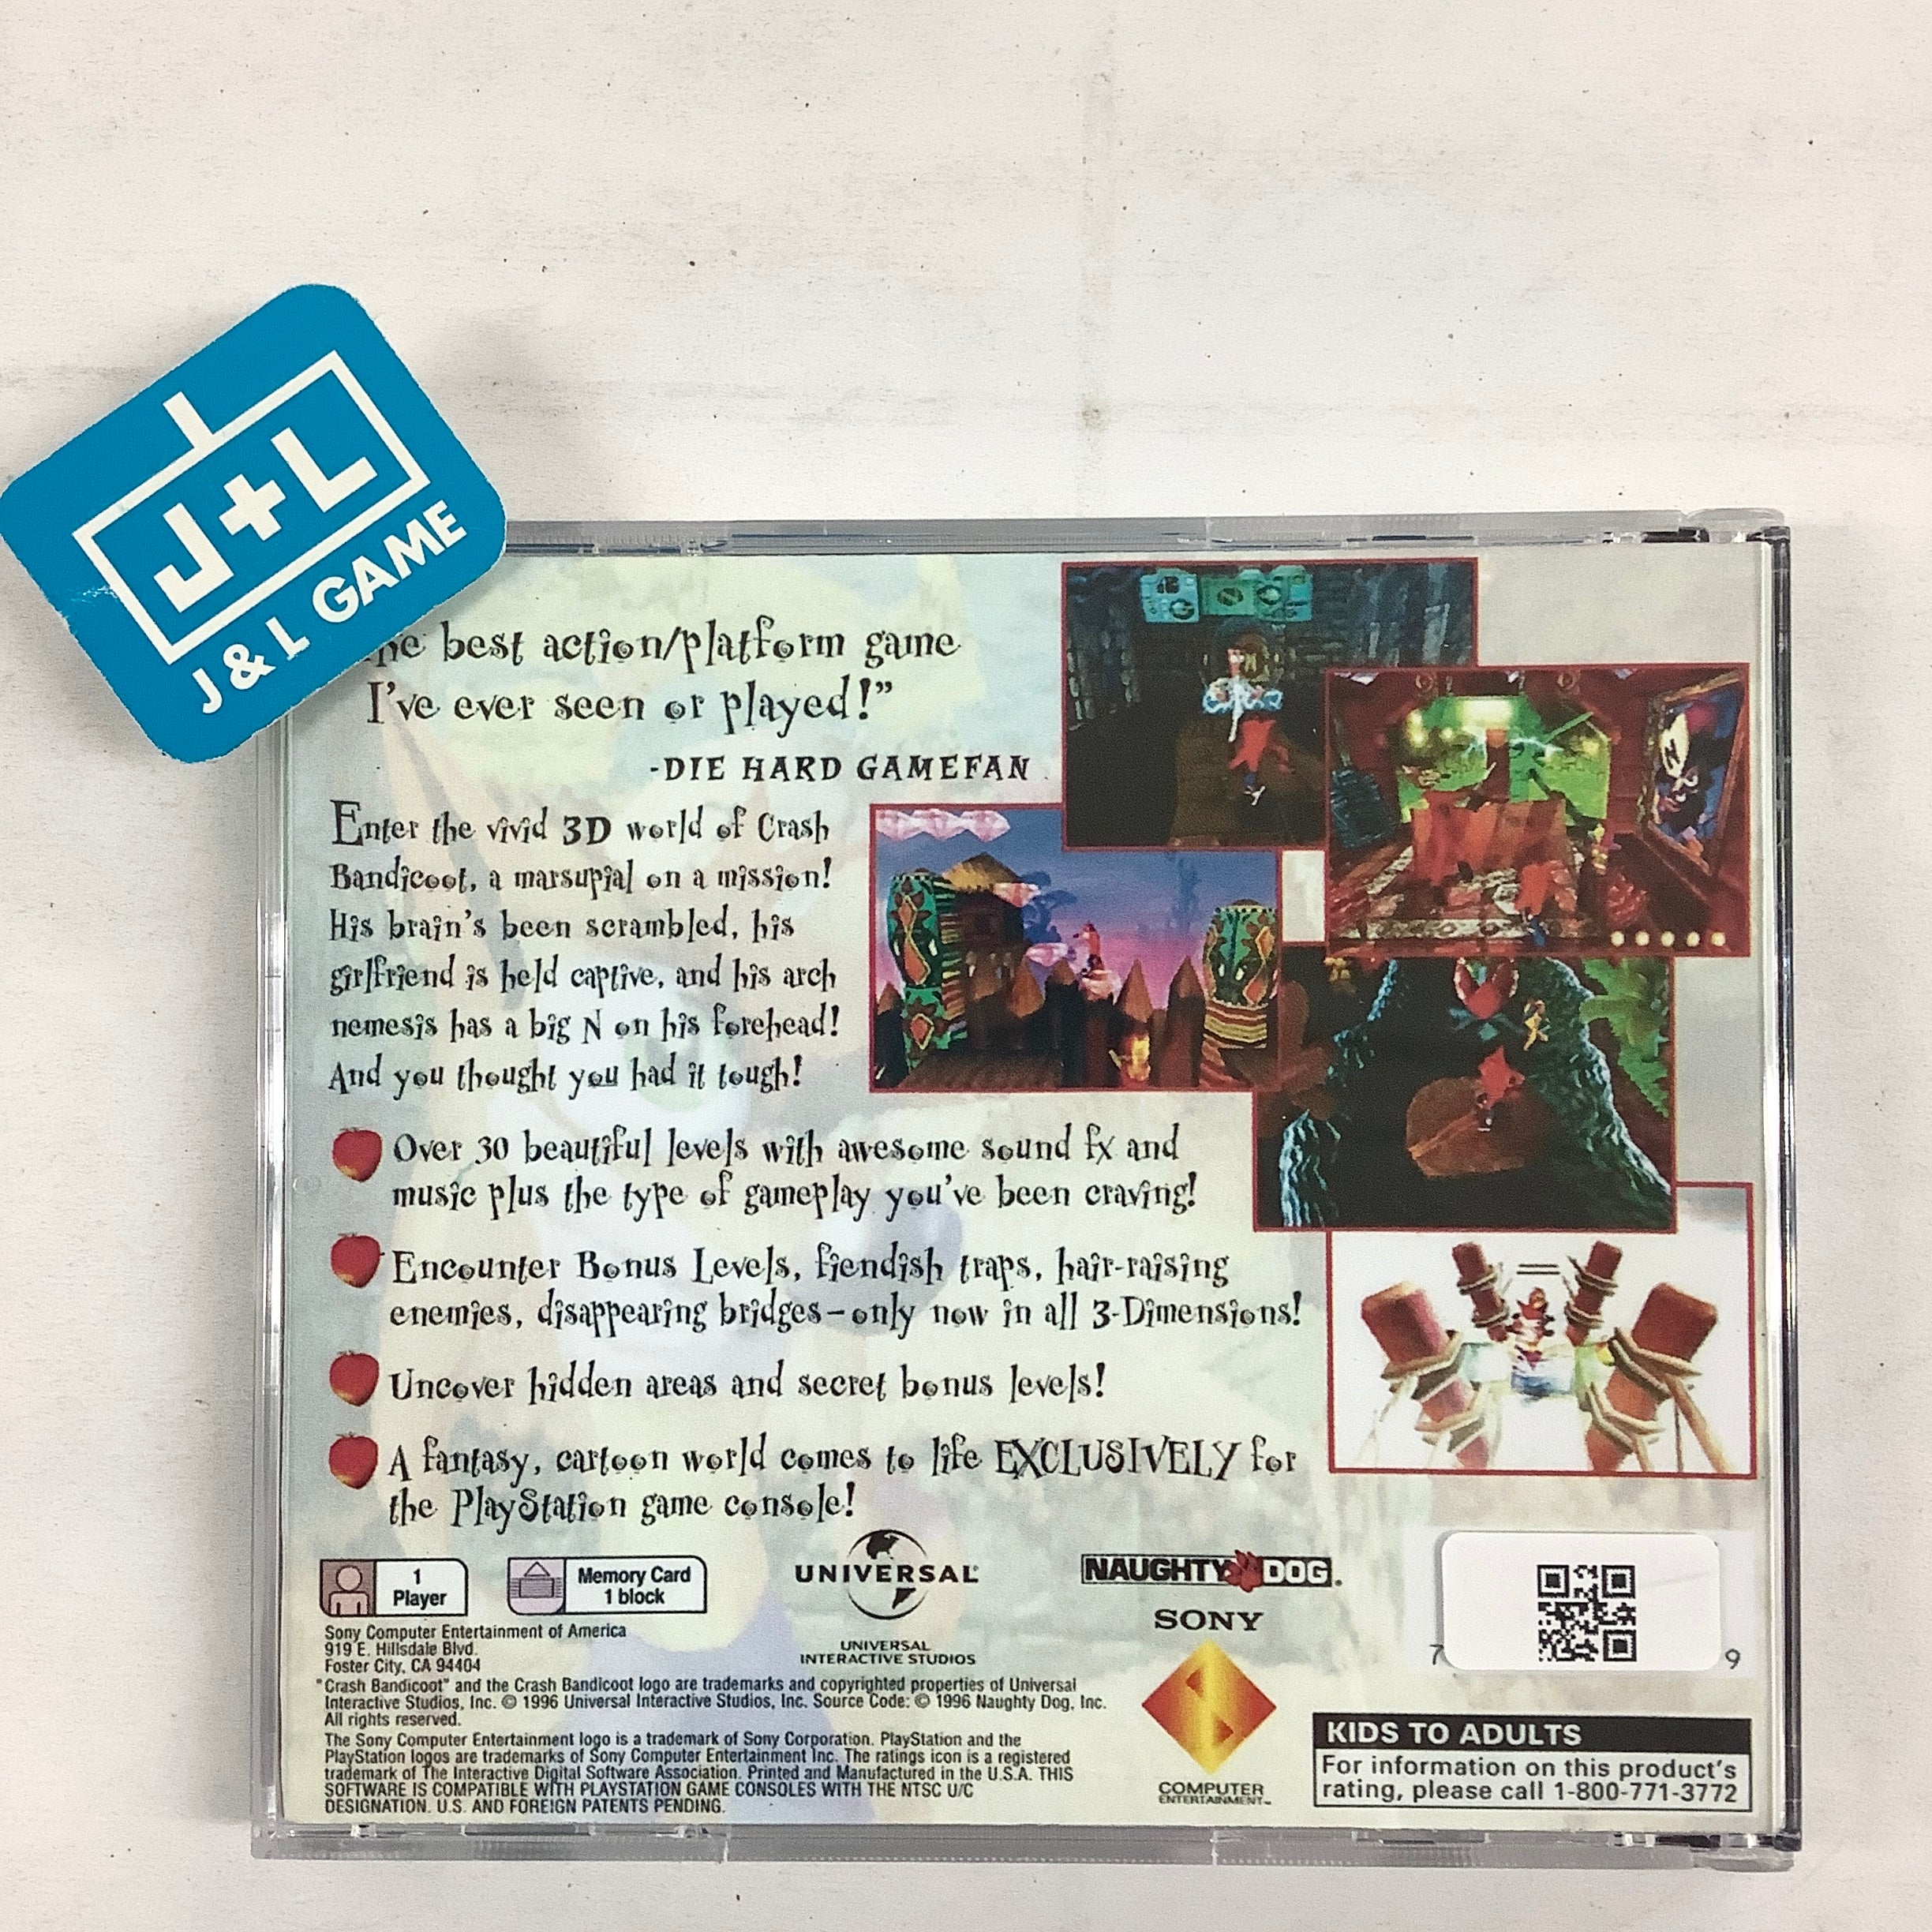 J+L
J & L GAME
best action/platform game
I've ever seen or played!”
-DIE HARD GAMEFAN
Enter the vivid 3D world of Crash
Bandicoot, a marsupial on a mission!
His brain's been scrambled, his
girlfriend is held captive, and his arch
nemesis has a big N on his forehead!
And you thought you had it tough!
Over 30 beautiful levels with awesome sound fx and
music plus the type of gameplay you've been craving!
Encounter Bonus Levels, fiendish traps, hair-raising
enemies, disappearing bridges–only now in all 3-Dimensions!
Uncover hidden areas and secret bonus levels!
A fantasy, cartoon world comes to life EXCLUSIVELY for
the PlayStation game console!
1
Player
Memory Card
1 block
UNIVERSAL
UNIVERSAL
INTERACTIVE STUDIOS
NAUGHTY DOG.
SONY
COMPUTER
ENTERTAINMENT™
7 9
Sony Computer Entertainment of America
919 E. Hillsdale Blvd.
Foster City, CA 94404
"Crash Bandicoot" and the Crash Bandicoot logo are trademarks and copyrighted properties of Universal
Interactive Studios, Inc. © 1996 Universal Interactive Studios, Inc. Source Code: © 1996 Naughty Dog, Inc.
All rights reserved.
The Sony Computer Entertainment logo is a trademark of Sony Corporation. PlayStation and the
PlayStation logos are trademarks of Sony Computer Entertainment Inc. The ratings icon is a registered
trademark of The Interactive Digital Software Association. Printed and Manufactured in the U.S.A. THIS
SOFTWARE IS COMPATIBLE WITH PLAYSTATION GAME CONSOLES WITH THE NTSC U/C
DESIGNATION. U.S. AND FOREIGN PATENTS PENDING.
KIDS TO ADULTS
For information on this product's
rating, please call 1-800-771-3772